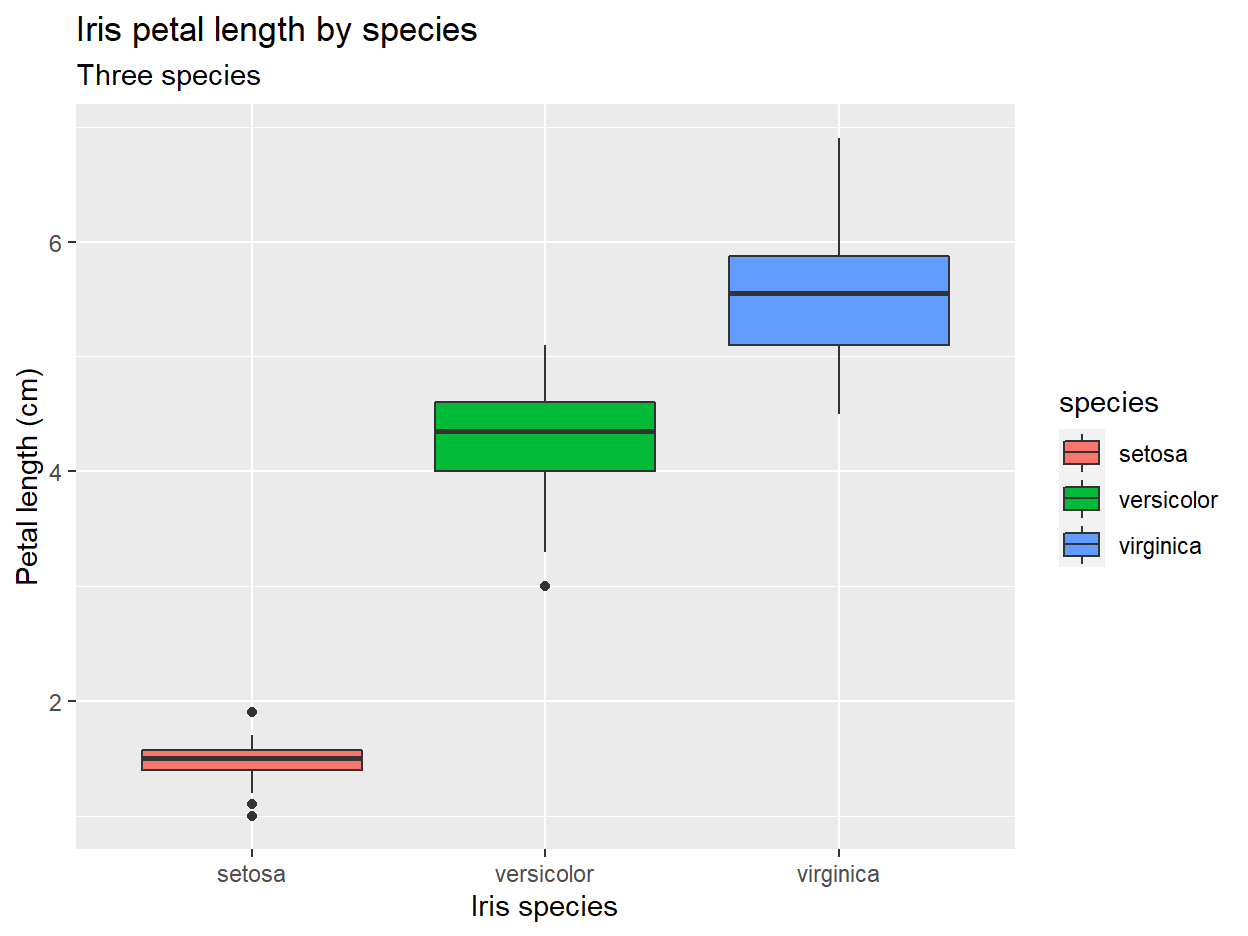 Iris petal length by species
Three species
Petal length (cm)
6
4
2
setosa
versicolor
virginica
Iris species
species
setosa
versicolor
virginica